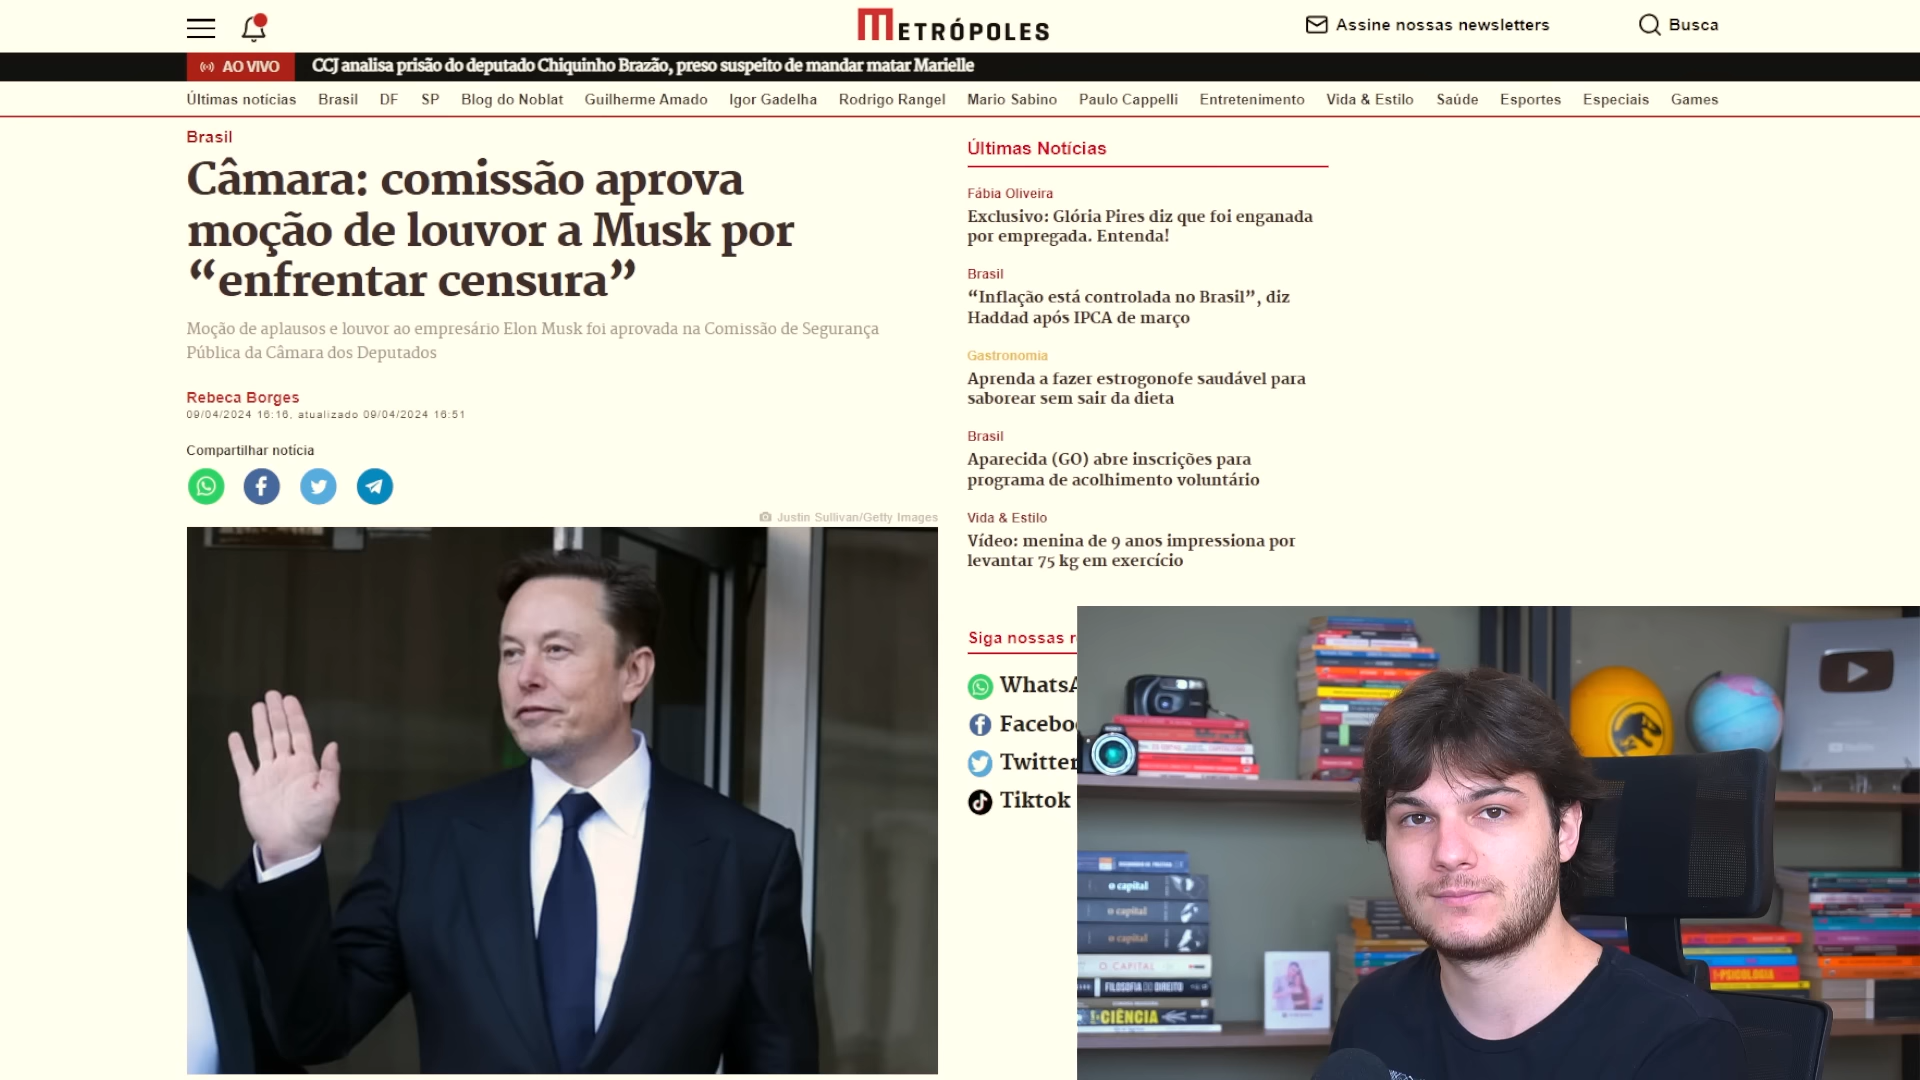 METRÓPOLES
Assine nossas newsletters
Busca
AO VIVO
CCJ analisa prisão do deputado Chiquinho Brazão, preso suspeito de mandar matar Marielle
Últimas notícias Brasil DF SP Blog do Noblat Guilherme Amado Igor Gadelha Rodrigo Rangel Mario Sabino Paulo Cappelli Entretenimento Vida & Estilo Saúde Esportes Especiais Games
Brasil
Câmara: comissão aprova
moção de louvor a Musk por
“enfrentar censura”
Moção de aplausos e louvor ao empresário Elon Musk foi aprovada na Comissão de Segurança
Pública da Câmara dos Deputados
Rebeca Borges
09/04/2024 16:16, atualizado 09/04/2024 16:51
Compartilhar notícia
Justin Sullivan/Getty Images
Últimas Notícias
Fábia Oliveira
Exclusivo: Glória Pires diz que foi enganada
por empregada. Entenda!
Brasil
“Inflação está controlada no Brasil”, diz
Haddad após IPCA de março
Gastronomia
Aprenda a fazer estrogonofe saudável para
saborear sem sair da dieta
Brasil
Aparecida (GO) abre inscrições para
programa de acolhimento voluntário
Vida & Estilo
Vídeo: menina de 9 anos impressiona por
levantar 75 kg em exercício
Siga nossas r
WhatsA
Facebo
Twitter
Tiktok
o capital
o capital
o capital
O CAPITAL
FILOSOFIA DO DIREITO
CIÊNCIA
PSICOLOGIA